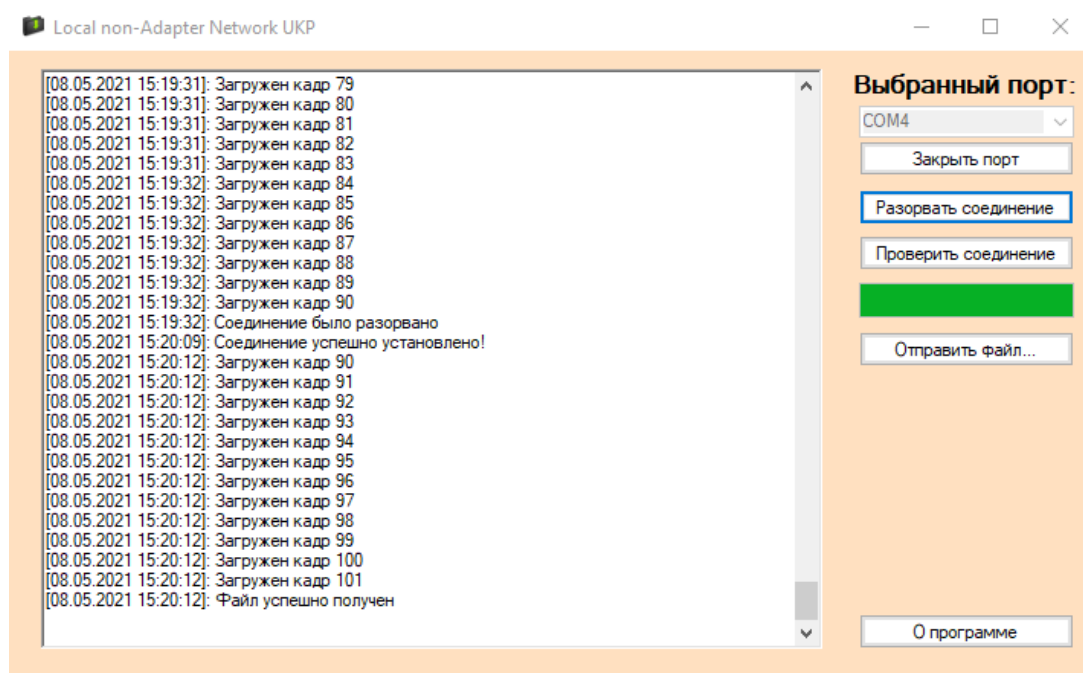 Local non-Adapter Network UKP
[08.05.2021 15:19:31]: Загружен кадр 79
[08.05.2021 15:19:31]: Загружен кадр 80
[08.05.2021 15:19:31]: Загружен кадр 81
[08.05.2021 15:19:31]: Загружен кадр 82
[08.05.2021 15:19:31]: Загружен кадр 83
[08.05.2021 15:19:32]: Загружен кадр 84
[08.05.2021 15:19:32]: Загружен кадр 85
[08.05.2021 15:19:32]: Загружен кадр 86
[08.05.2021 15:19:32]: Загружен кадр 87
[08.05.2021 15:19:32]: Загружен кадр 88
[08.05.2021 15:19:32]: Загружен кадр 89
[08.05.2021 15:19:32]: Загружен кадр 90
[08.05.2021 15:19:32]: Соединение было разорвано
[08.05.2021 15:20:09]: Соединение успешно установлено!
[08.05.2021 15:20:12]: Загружен кадр 90
[08.05.2021 15:20:12]: Загружен кадр 91
[08.05.2021 15:20:12]: Загружен кадр 92
[08.05.2021 15:20:12]: Загружен кадр 93
[08.05.2021 15:20:12]: Загружен кадр 94
[08.05.2021 15:20:12]: Загружен кадр 95
[08.05.2021 15:20:12]: Загружен кадр 96
[08.05.2021 15:20:12]: Загружен кадр 97
[08.05.2021 15:20:12]: Загружен кадр 98
[08.05.2021 15:20:12]: Загружен кадр 99
[08.05.2021 15:20:12]: Загружен кадр 100
[08.05.2021 15:20:12]: Загружен кадр 101
[08.05.2021 15:20:12]: Файл успешно получен
Выбранный порт:
COM4
Закрыть порт
Разорвать соединение
Проверить соединение
Отправить файл...
О программе